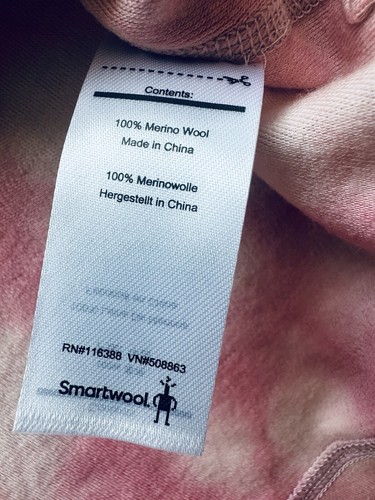 Contents:
100% Merino Wool
Made in China
100% Merinowolle
Hergestellt in China
RN#116388 VN#508863
Smartwool.